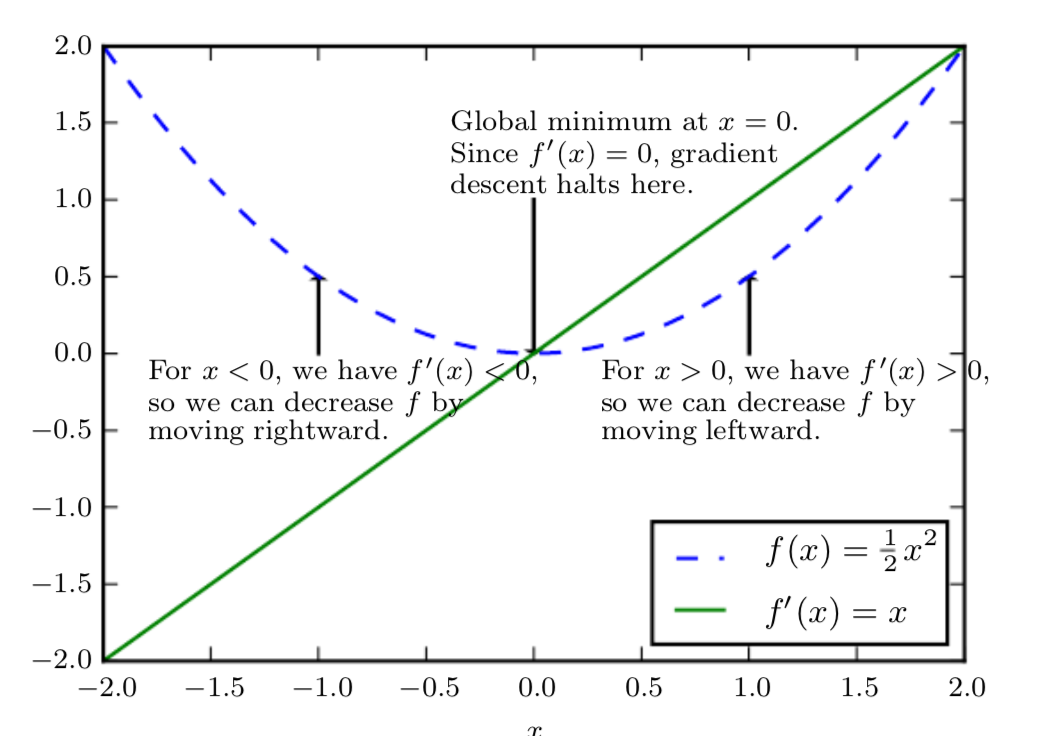 2.0
1.5
1.0
0.5
0.0
−0.5
−1.0
−1.5
−2.0
Global minimum at x = 0.
Since f′(x) = 0, gradient
descent halts here.
For x < 0, we have f′(x) < 0,
so we can decrease f by
moving rightward.
For x > 0, we have f′(x) > 0,
so we can decrease f by
moving leftward.
f(x) = ½x²
f′(x) = x
−2.0 −1.5 −1.0 −0.5 0.0 0.5 1.0 1.5 2.0
x